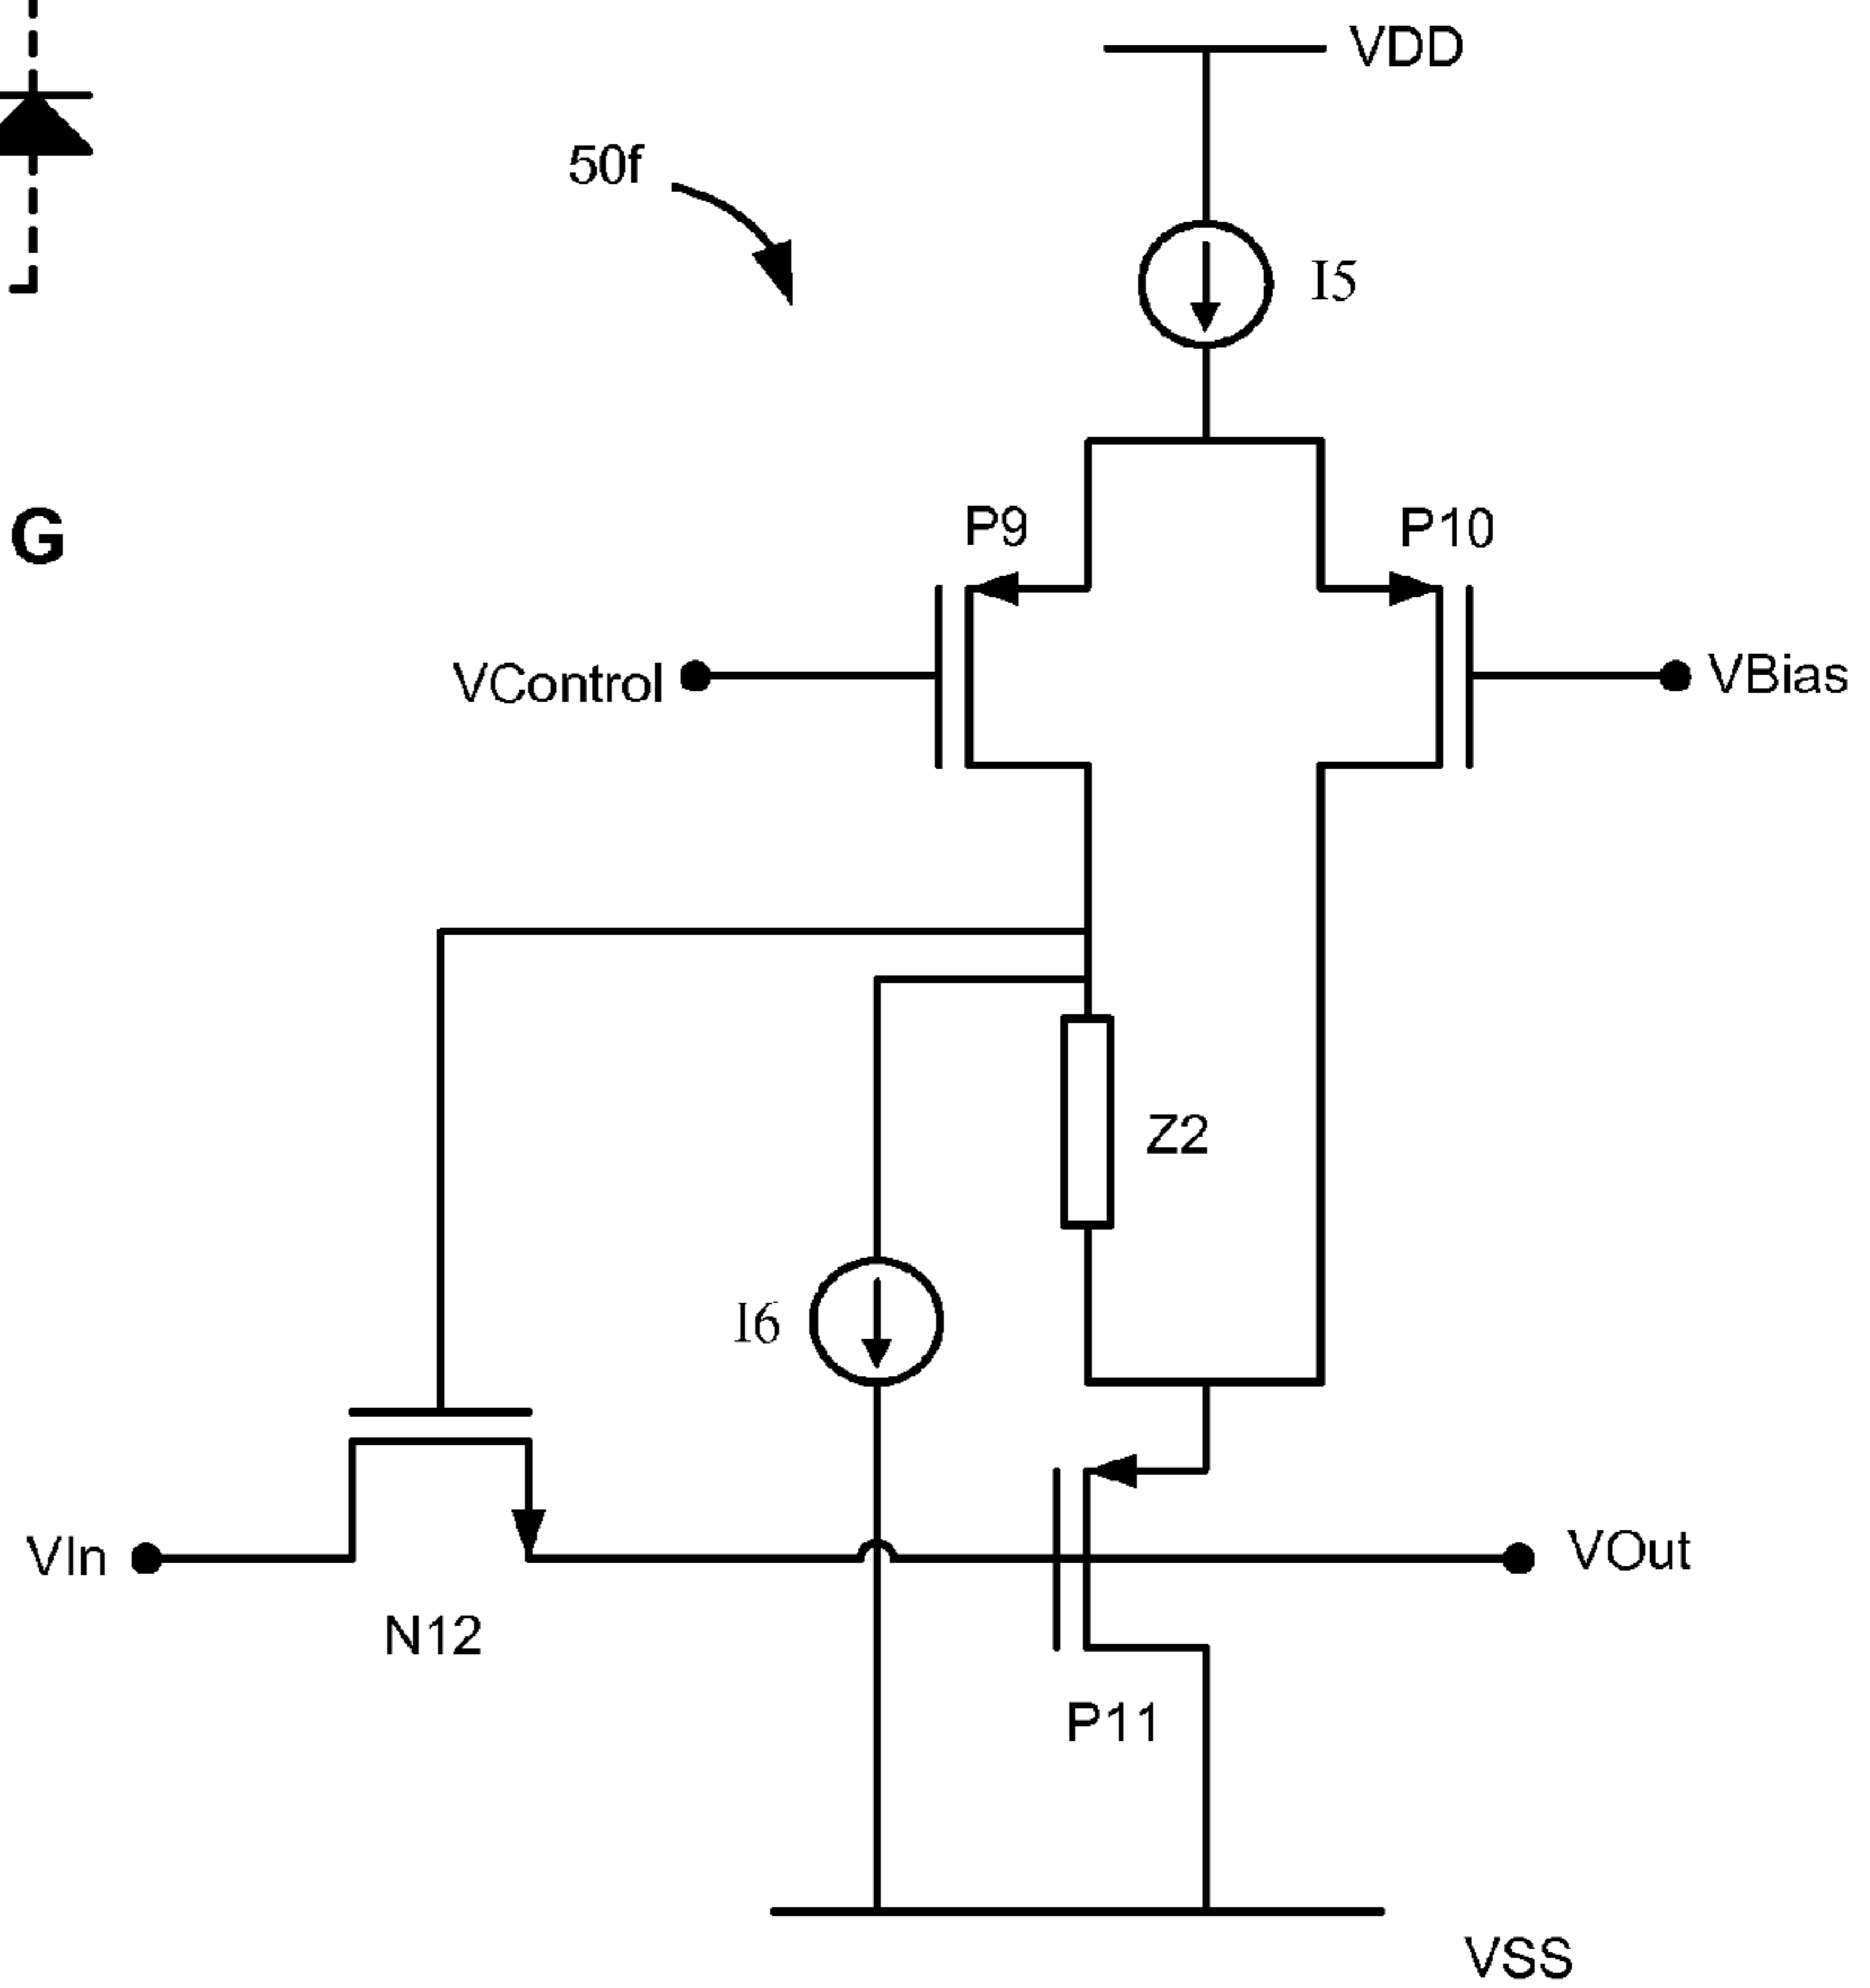 VDD
50f
I5
G
P9
P10
VControl
VBias
Z2
I6
VIn
VOut
N12
P11
VSS